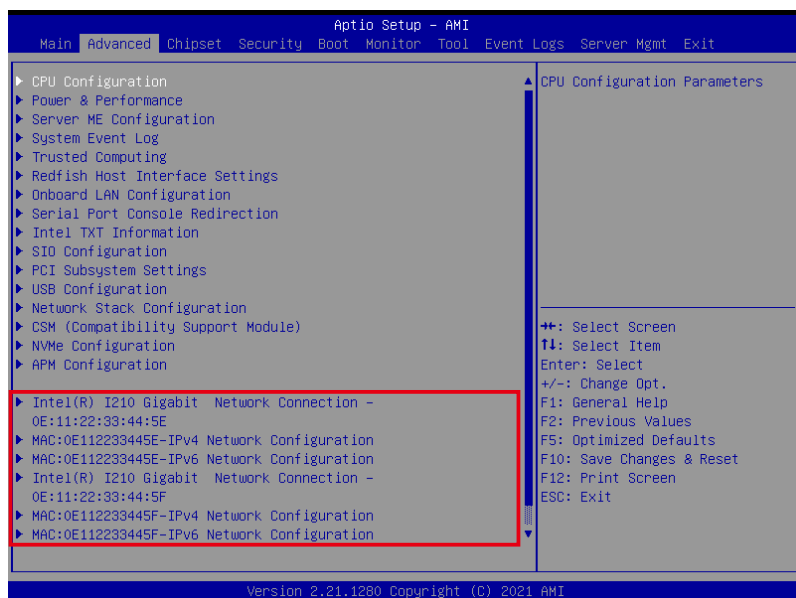 Aptio Setup – AMI
Main Advanced Chipset Security Boot Monitor Tool Event Logs Server Mgmt Exit
CPU Configuration
Power & Performance
Server ME Configuration
System Event Log
Trusted Computing
Redfish Host Interface Settings
Onboard LAN Configuration
Serial Port Console Redirection
Intel TXT Information
SIO Configuration
PCI Subsystem Settings
USB Configuration
Network Stack Configuration
CSM (Compatibility Support Module)
NVMe Configuration
APM Configuration
Intel(R) I210 Gigabit  Network Connection –
0E:11:22:33:44:5E
MAC:0E112233445E-IPv4 Network Configuration
MAC:0E112233445E-IPv6 Network Configuration
Intel(R) I210 Gigabit  Network Connection –
0E:11:22:33:44:5F
MAC:0E112233445F-IPv4 Network Configuration
MAC:0E112233445F-IPv6 Network Configuration
CPU Configuration Parameters
→←: Select Screen
↑↓: Select Item
Enter: Select
+/-: Change Opt.
F1: General Help
F2: Previous Values
F5: Optimized Defaults
F10: Save Changes & Reset
F12: Print Screen
ESC: Exit
Version 2.21.1280 Copyright (C) 2021 AMI